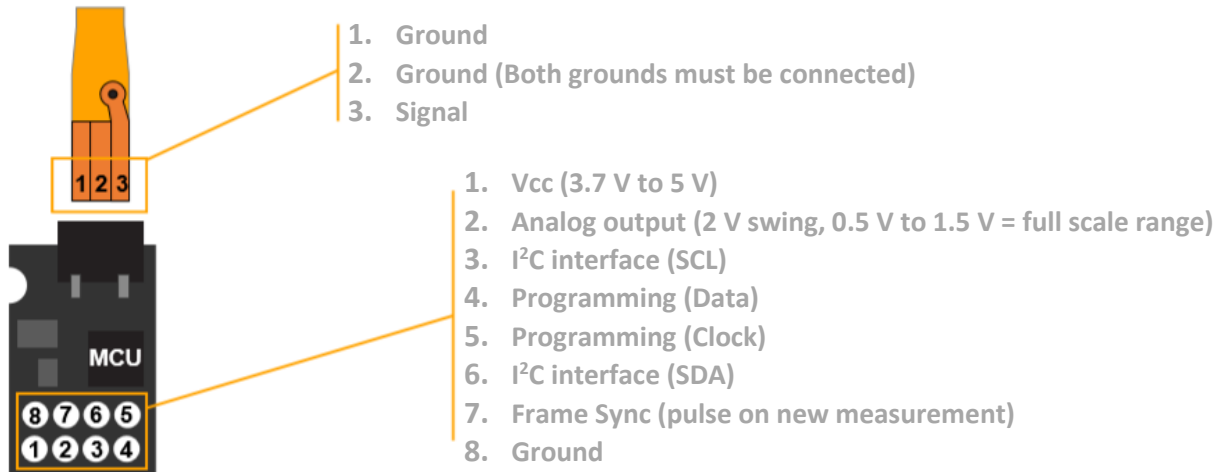 1. Ground
2. Ground (Both grounds must be connected)
3. Signal
1 2 3
1. Vcc (3.7 V to 5 V)
2. Analog output (2 V swing, 0.5 V to 1.5 V = full scale range)
3. I²C interface (SCL)
4. Programming (Data)
5. Programming (Clock)
6. I²C interface (SDA)
7. Frame Sync (pulse on new measurement)
8. Ground
MCU
8 7 6 5
1 2 3 4